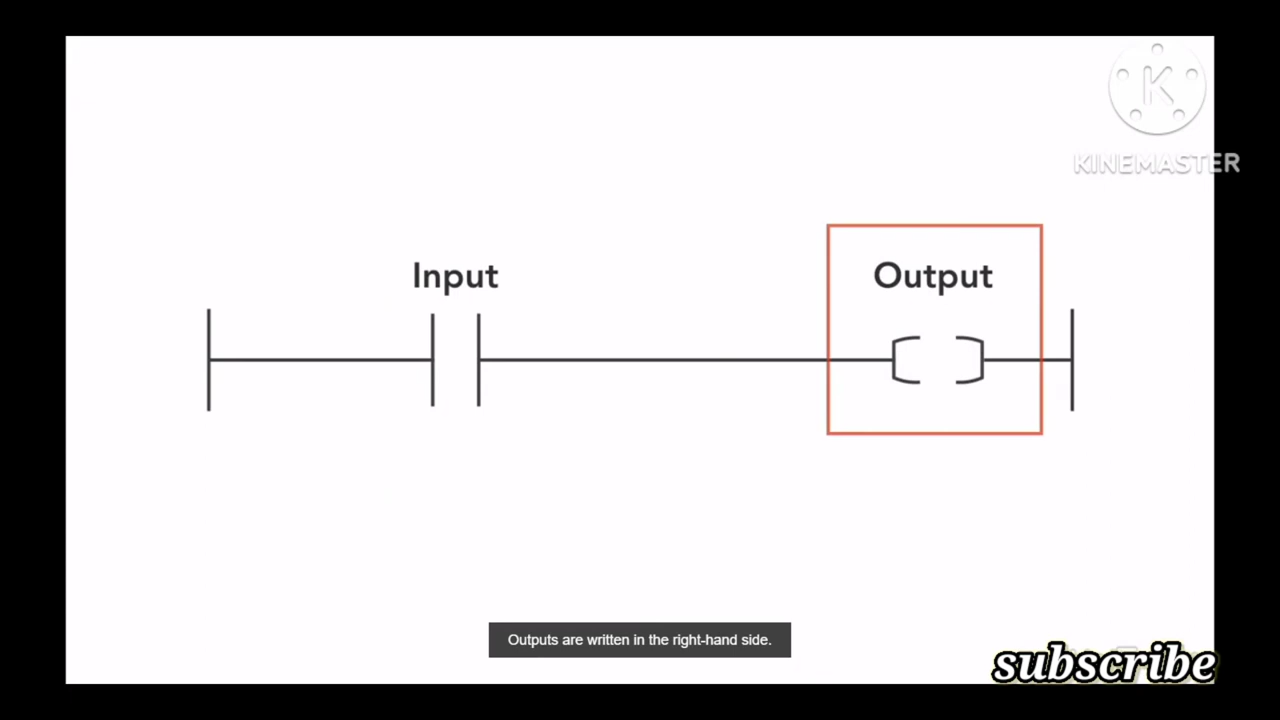 K
KINEMASTER
Input
Output
Outputs are written in the right-hand side.
subscribe